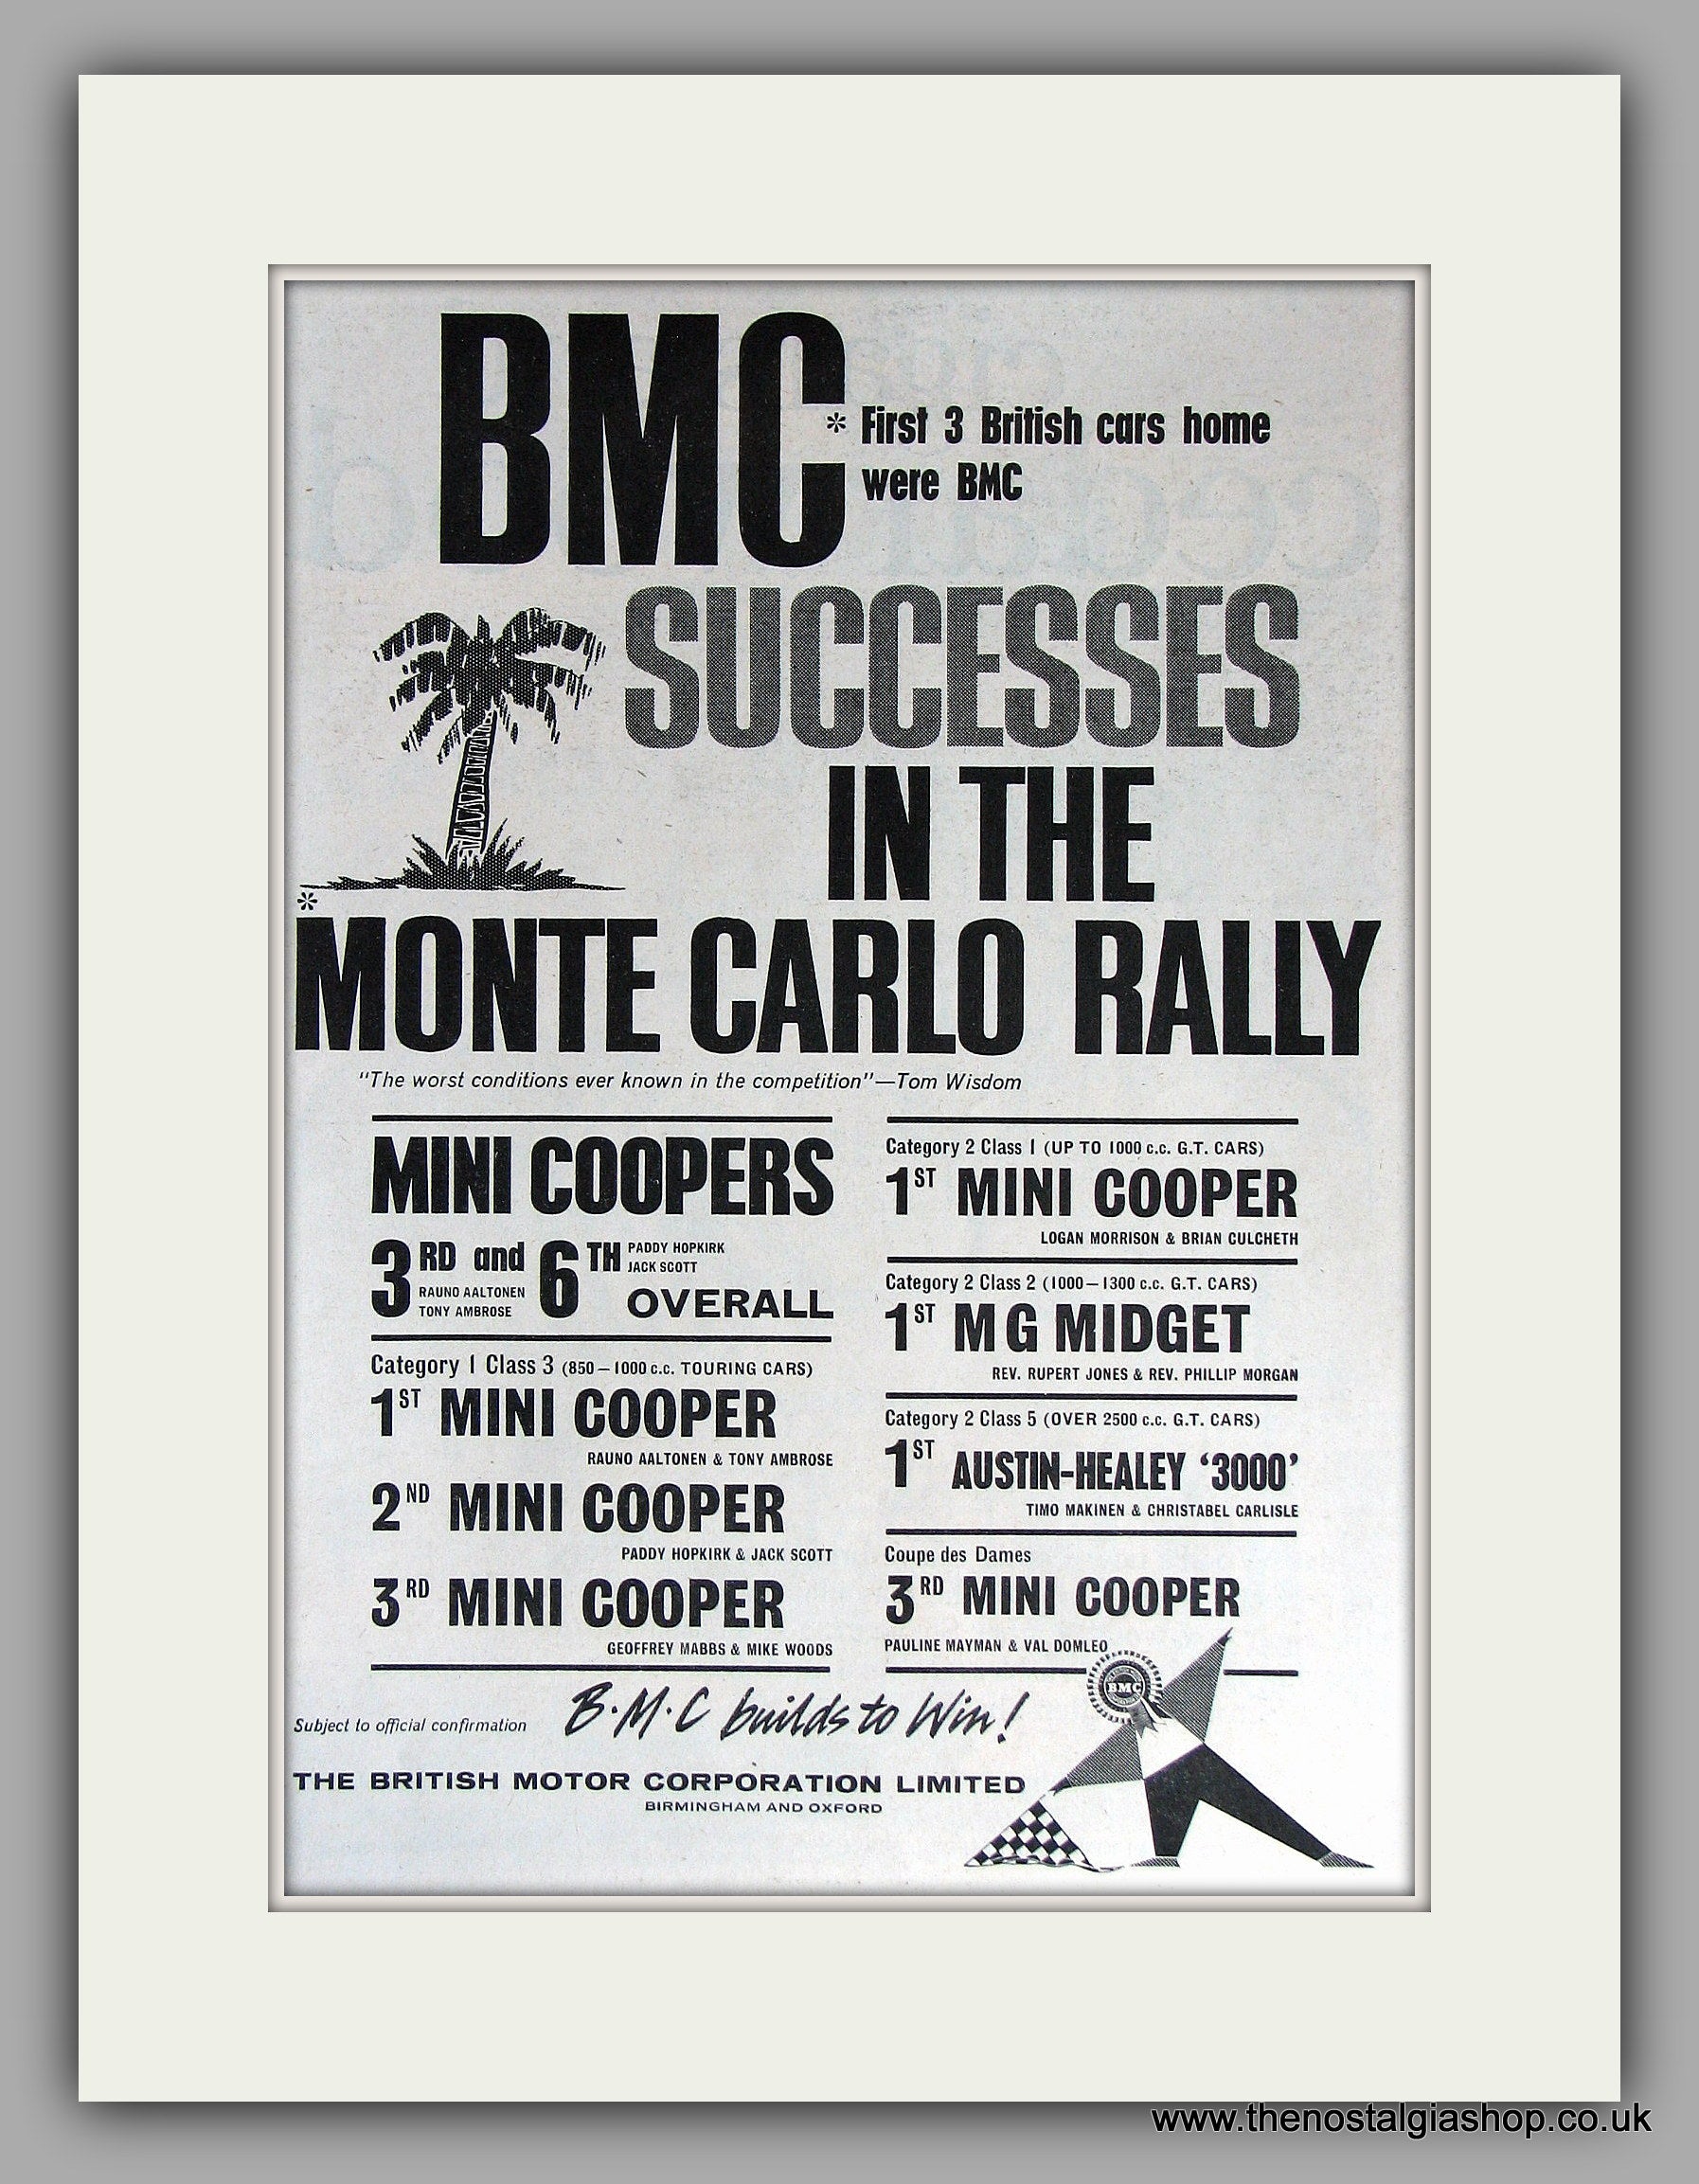 BMC
* First 3 British cars home
were BMC
SUCCESSES
IN THE
*
MONTE CARLO RALLY
"The worst conditions ever known in the competition"—Tom Wisdom
MINI COOPERS
3RD and 6TH PADDY HOPKIRK
JACK SCOTT
RAUNO AALTONEN
TONY AMBROSE
OVERALL
Category 1 Class 3 (850–1000 c.c. TOURING CARS)
1ST MINI COOPER
RAUNO AALTONEN & TONY AMBROSE
2ND MINI COOPER
PADDY HOPKIRK & JACK SCOTT
3RD MINI COOPER
GEOFFREY MABBS & MIKE WOODS
Category 2 Class 1 (UP TO 1000 c.c. G.T. CARS)
1ST MINI COOPER
LOGAN MORRISON & BRIAN CULCHETH
Category 2 Class 2 (1000–1300 c.c. G.T. CARS)
1ST MG MIDGET
REV. RUPERT JONES & REV. PHILLIP MORGAN
Category 2 Class 5 (OVER 2500 c.c. G.T. CARS)
1ST AUSTIN-HEALEY ‘3000’
TIMO MAKINEN & CHRISTABEL CARLISLE
Coupe des Dames
3RD MINI COOPER
PAULINE MAYMAN & VAL DOMLEO
BMC
Subject to official confirmation
B·M·C builds to Win!
THE BRITISH MOTOR CORPORATION LIMITED
BIRMINGHAM AND OXFORD
www.thenostalgiashop.co.uk